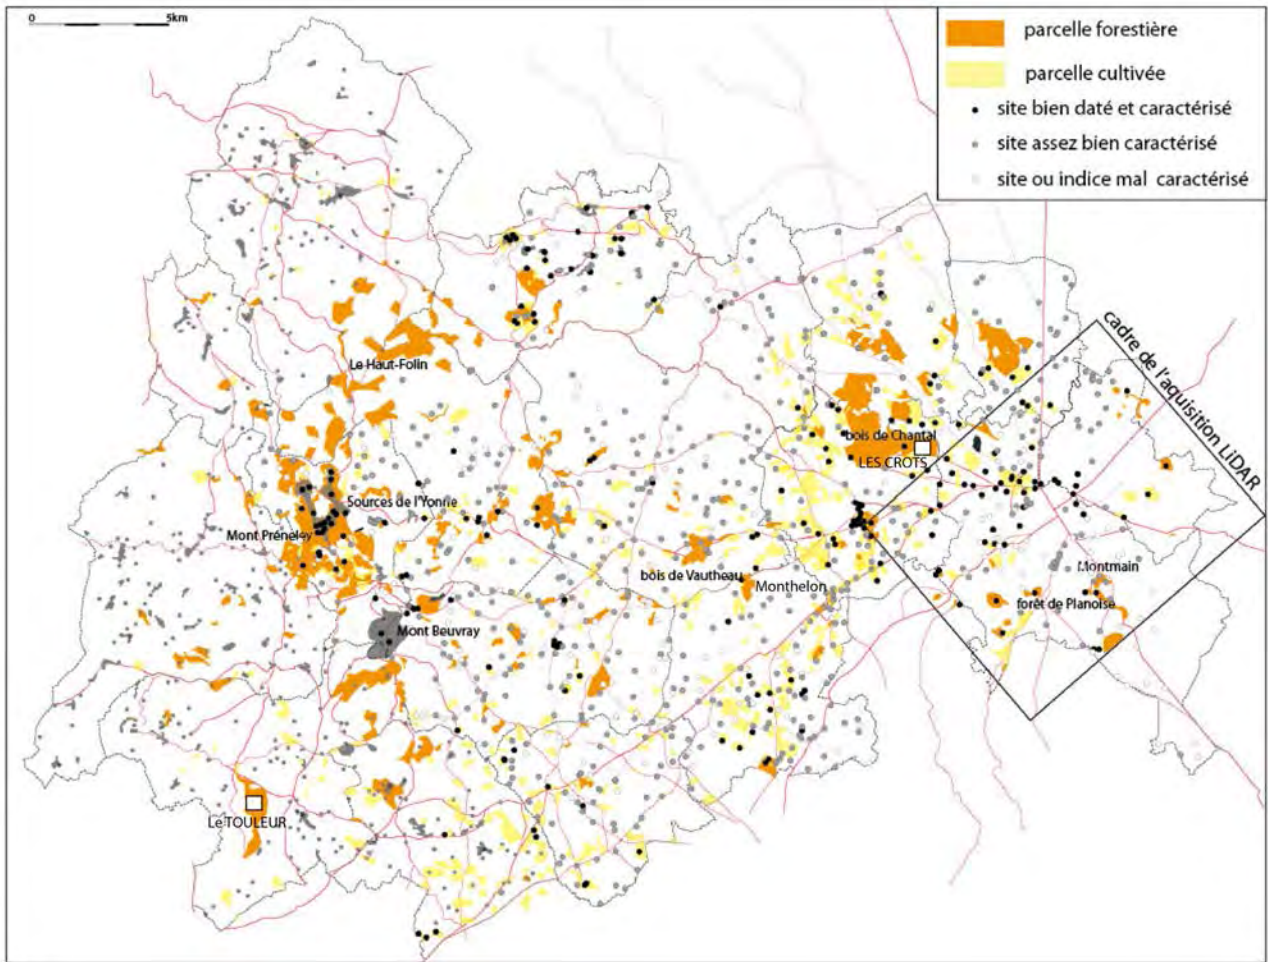 0 5km
parcelle forestière
parcelle cultivée
site bien daté et caractérisé
site assez bien caractérisé
site ou indice mal caractérisé
cadre de l'aquisition LiDAR
Le Haut-Folin
bois de Chantal
LES CROTS
Sources de l'Yonne
Mont Préneley
bois de Vautheau
Monthelon
Montmain
forêt de Planoise
Mont Beuvray
Le TOULEUR